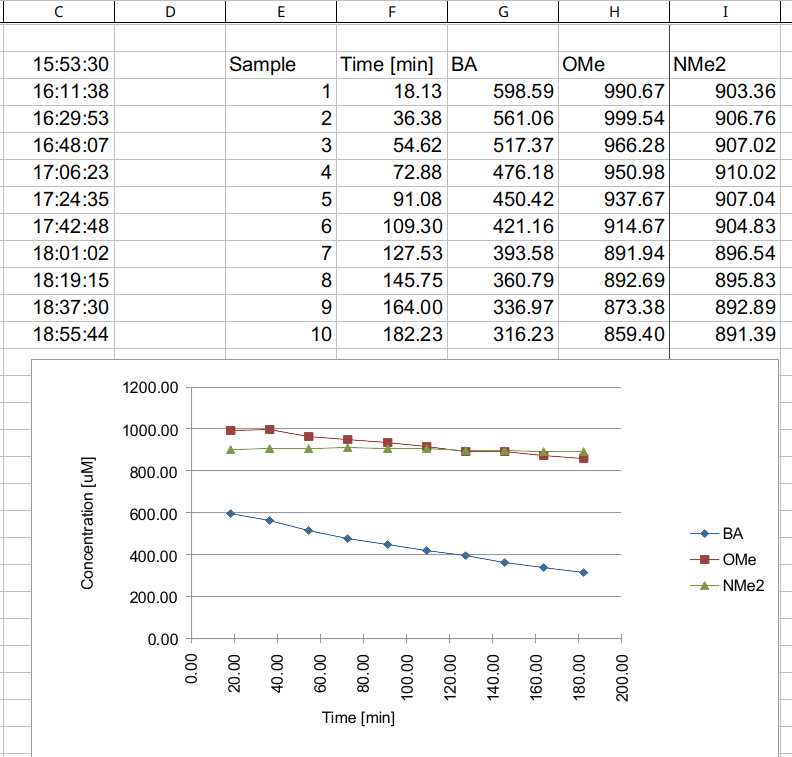 C D E F G H I
15:53:30 Sample Time [min] BA OMe NMe2
16:11:38 1 18.13 598.59 990.67 903.36
16:29:53 2 36.38 561.06 999.54 906.76
16:48:07 3 54.62 517.37 966.28 907.02
17:06:23 4 72.88 476.18 950.98 910.02
17:24:35 5 91.08 450.42 937.67 907.04
17:42:48 6 109.30 421.16 914.67 904.83
18:01:02 7 127.53 393.58 891.94 896.54
18:19:15 8 145.75 360.79 892.69 895.83
18:37:30 9 164.00 336.97 873.38 892.89
18:55:44 10 182.23 316.23 859.40 891.39
1200.00
1000.00
800.00
600.00
400.00
200.00
0.00
Concentration [uM]
0.00 20.00 40.00 60.00 80.00 100.00 120.00 140.00 160.00 180.00 200.00
Time [min]
BA
OMe
NMe2